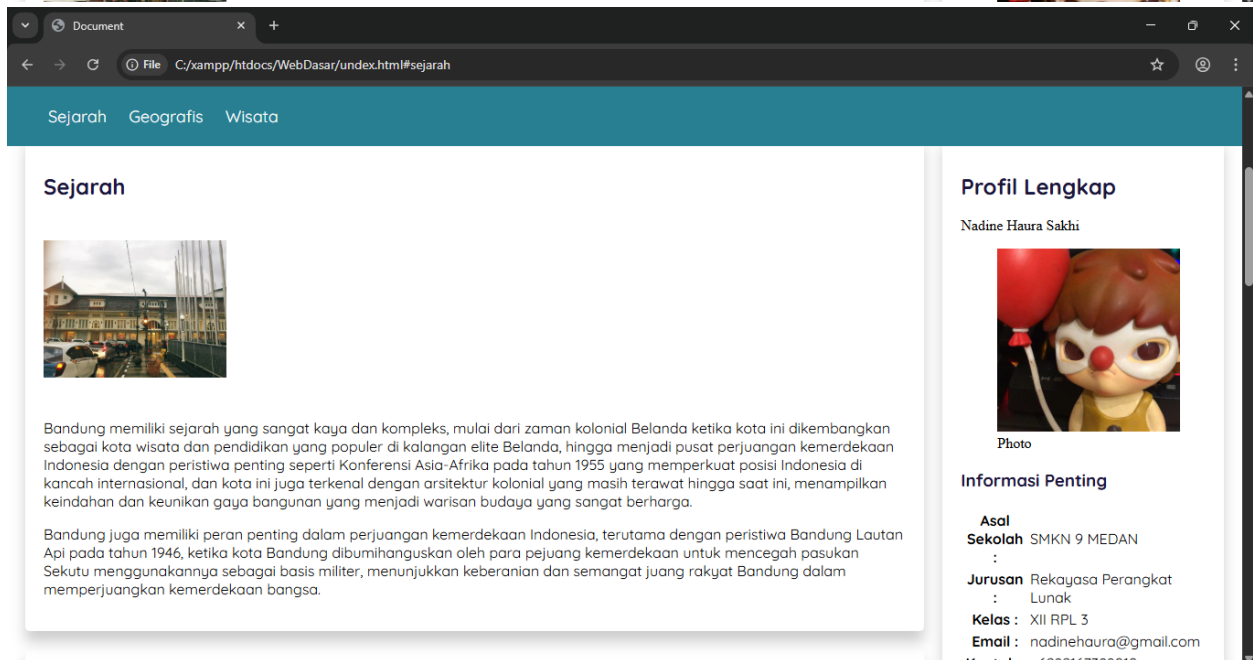 Document
File C:/xampp/htdocs/WebDasar/undex.html#sejarah
Sejarah Geografis Wisata
Sejarah
Bandung memiliki sejarah yang sangat kaya dan kompleks, mulai dari zaman kolonial Belanda ketika kota ini dikembangkan
sebagai kota wisata dan pendidikan yang populer di kalangan elite Belanda, hingga menjadi pusat perjuangan kemerdekaan
Indonesia dengan peristiwa penting seperti Konferensi Asia-Afrika pada tahun 1955 yang memperkuat posisi Indonesia di
kancah internasional, dan kota ini juga terkenal dengan arsitektur kolonial yang masih terawat hingga saat ini, menampilkan
keindahan dan keunikan gaya bangunan yang menjadi warisan budaya yang sangat berharga.
Bandung juga memiliki peran penting dalam perjuangan kemerdekaan Indonesia, terutama dengan peristiwa Bandung Lautan
Api pada tahun 1946, ketika kota Bandung dibumihanguskan oleh para pejuang kemerdekaan untuk mencegah pasukan
Sekutu menggunakannya sebagai basis militer, menunjukkan keberanian dan semangat juang rakyat Bandung dalam
memperjuangkan kemerdekaan bangsa.
Profil Lengkap
Nadine Haura Sakhi
Photo
Informasi Penting
Asal
Sekolah SMKN 9 MEDAN
:
Jurusan Rekayasa Perangkat
: Lunak
Kelas : XII RPL 3
Email : nadinehaura@gmail.com